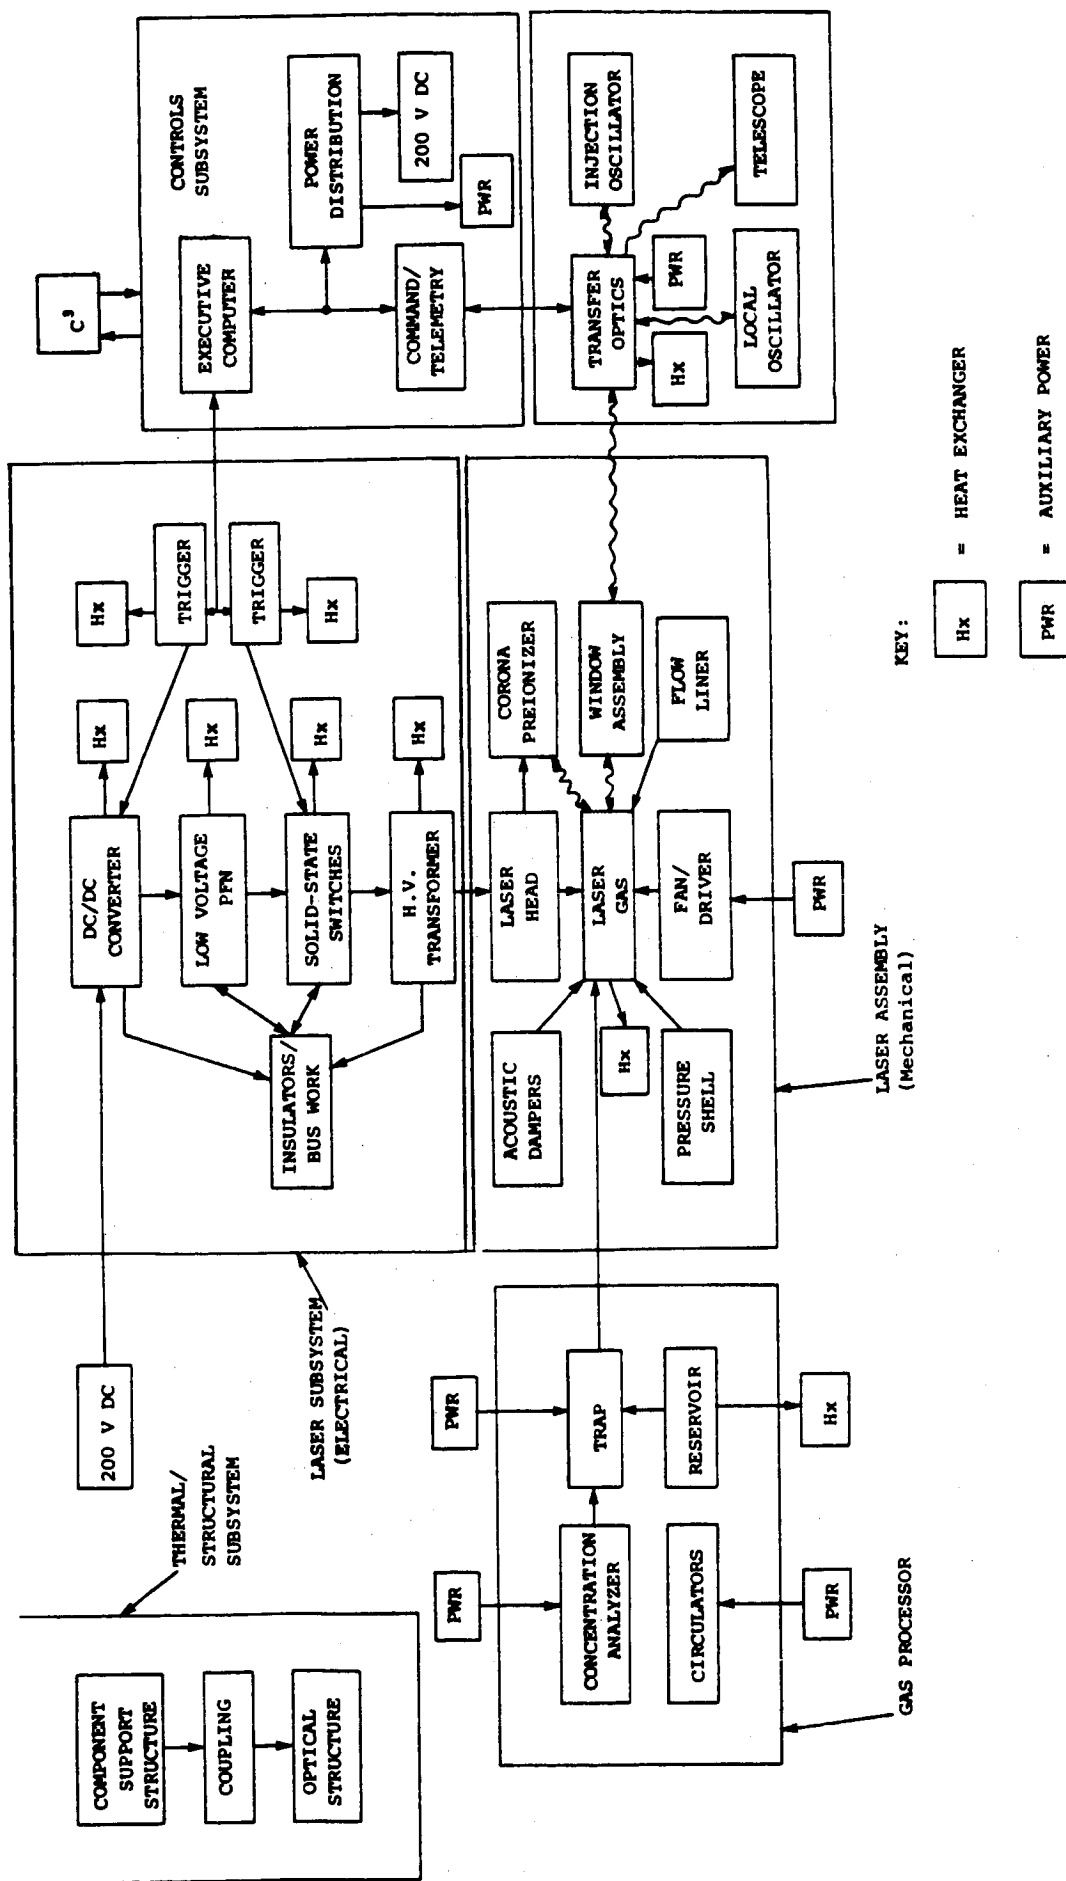 COMPONENT
SUPPORT
STRUCTURE
COUPLING
OPTICAL
STRUCTURE
THERMAL/
STRUCTURAL
SUBSYSTEM
200 V DC
LASER SUBSYSTEM
(ELECTRICAL)
DC/DC
CONVERTER
Hx
LOW VOLTAGE
PFN
Hx
SOLID-STATE
SWITCHES
Hx
H.V.
TRANSFORMER
Hx
INSULATORS/
BUS WORK
Hx
TRIGGER
TRIGGER
Hx
C³
CONTROLS
SUBSYSTEM
EXECUTIVE
COMPUTER
POWER
DISTRIBUTION
200 V DC
PWR
COMMAND/
TELEMETRY
PWR
PWR
CONCENTRATION
ANALYZER
TRAP
CIRCULATORS
RESERVOIR
PWR
Hx
GAS PROCESSOR
ACOUSTIC
DAMPERS
Hx
PRESSURE
SHELL
LASER
HEAD
LASER
GAS
FAN/
DRIVER
PWR
CORONA
PREIONIZER
WINDOW
ASSEMBLY
FLOW
LINER
LASER ASSEMBLY
(Mechanical)
TRANSFER
OPTICS
INJECTION
OSCILLATOR
Hx
PWR
LOCAL
OSCILLATOR
TELESCOPE
KEY:
Hx = HEAT EXCHANGER
PWR = AUXILIARY POWER